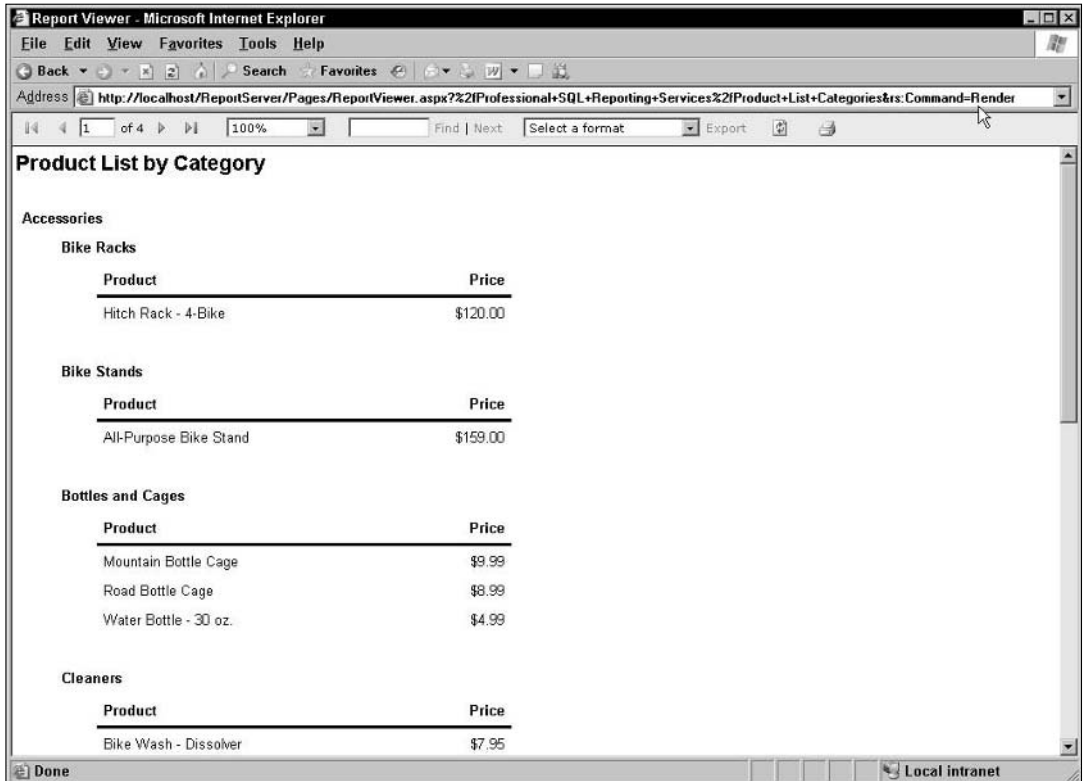 Report Viewer - Microsoft Internet Explorer
File Edit View Favorites Tools Help
Back Search Favorites
Address http://localhost/ReportServer/Pages/ReportViewer.aspx?%2fProfessional+SQL+Reporting+Services%2fProduct+List+Categories&rs:Command=Render
1 of 4 100% Find | Next Select a format Export
Product List by Category
Accessories
Bike Racks
Product Price
Hitch Rack - 4-Bike $120.00
Bike Stands
Product Price
All-Purpose Bike Stand $159.00
Bottles and Cages
Product Price
Mountain Bottle Cage $9.99
Road Bottle Cage $8.99
Water Bottle - 30 oz. $4.99
Cleaners
Product Price
Bike Wash - Dissolver $7.95
Done Local intranet